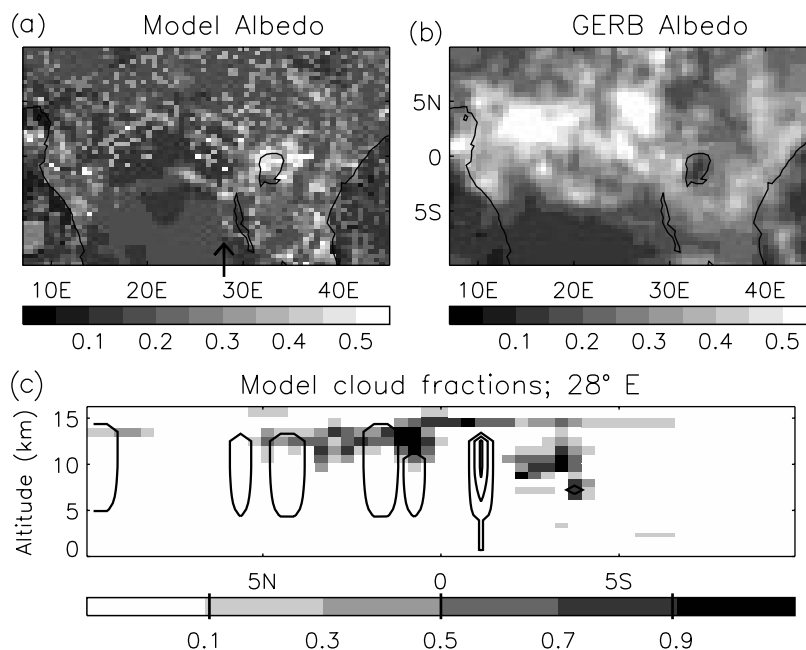 (a) Model Albedo
(b) GERB Albedo
5N
0
5S
10E 20E 30E 40E
0.1 0.2 0.3 0.4 0.5
10E 20E 30E 40E
0.1 0.2 0.3 0.4 0.5
(c) Model cloud fractions; 28° E
Altitude (km)
15
10
5
0
5N 0 5S
0.1 0.3 0.5 0.7 0.9